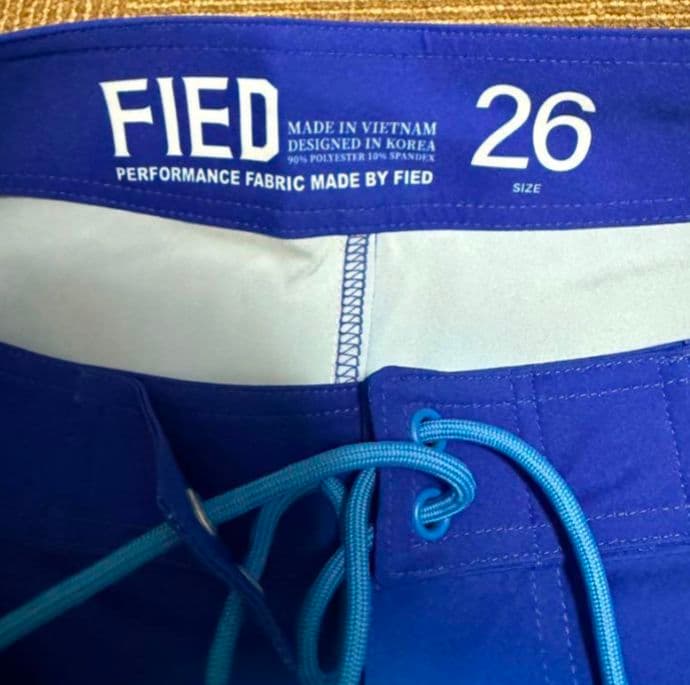 FIED
MADE IN VIETNAM
DESIGNED IN KOREA
90% POLYESTER 10% SPANDEX
PERFORMANCE FABRIC MADE BY FIED
26
SIZE